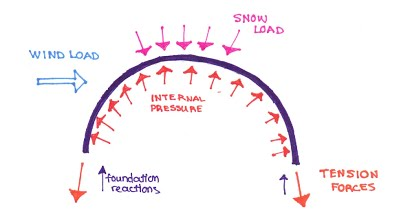 SNOW
LOAD
WIND LOAD
INTERNAL
PRESSURE
foundation
reactions
TENSION
FORCES